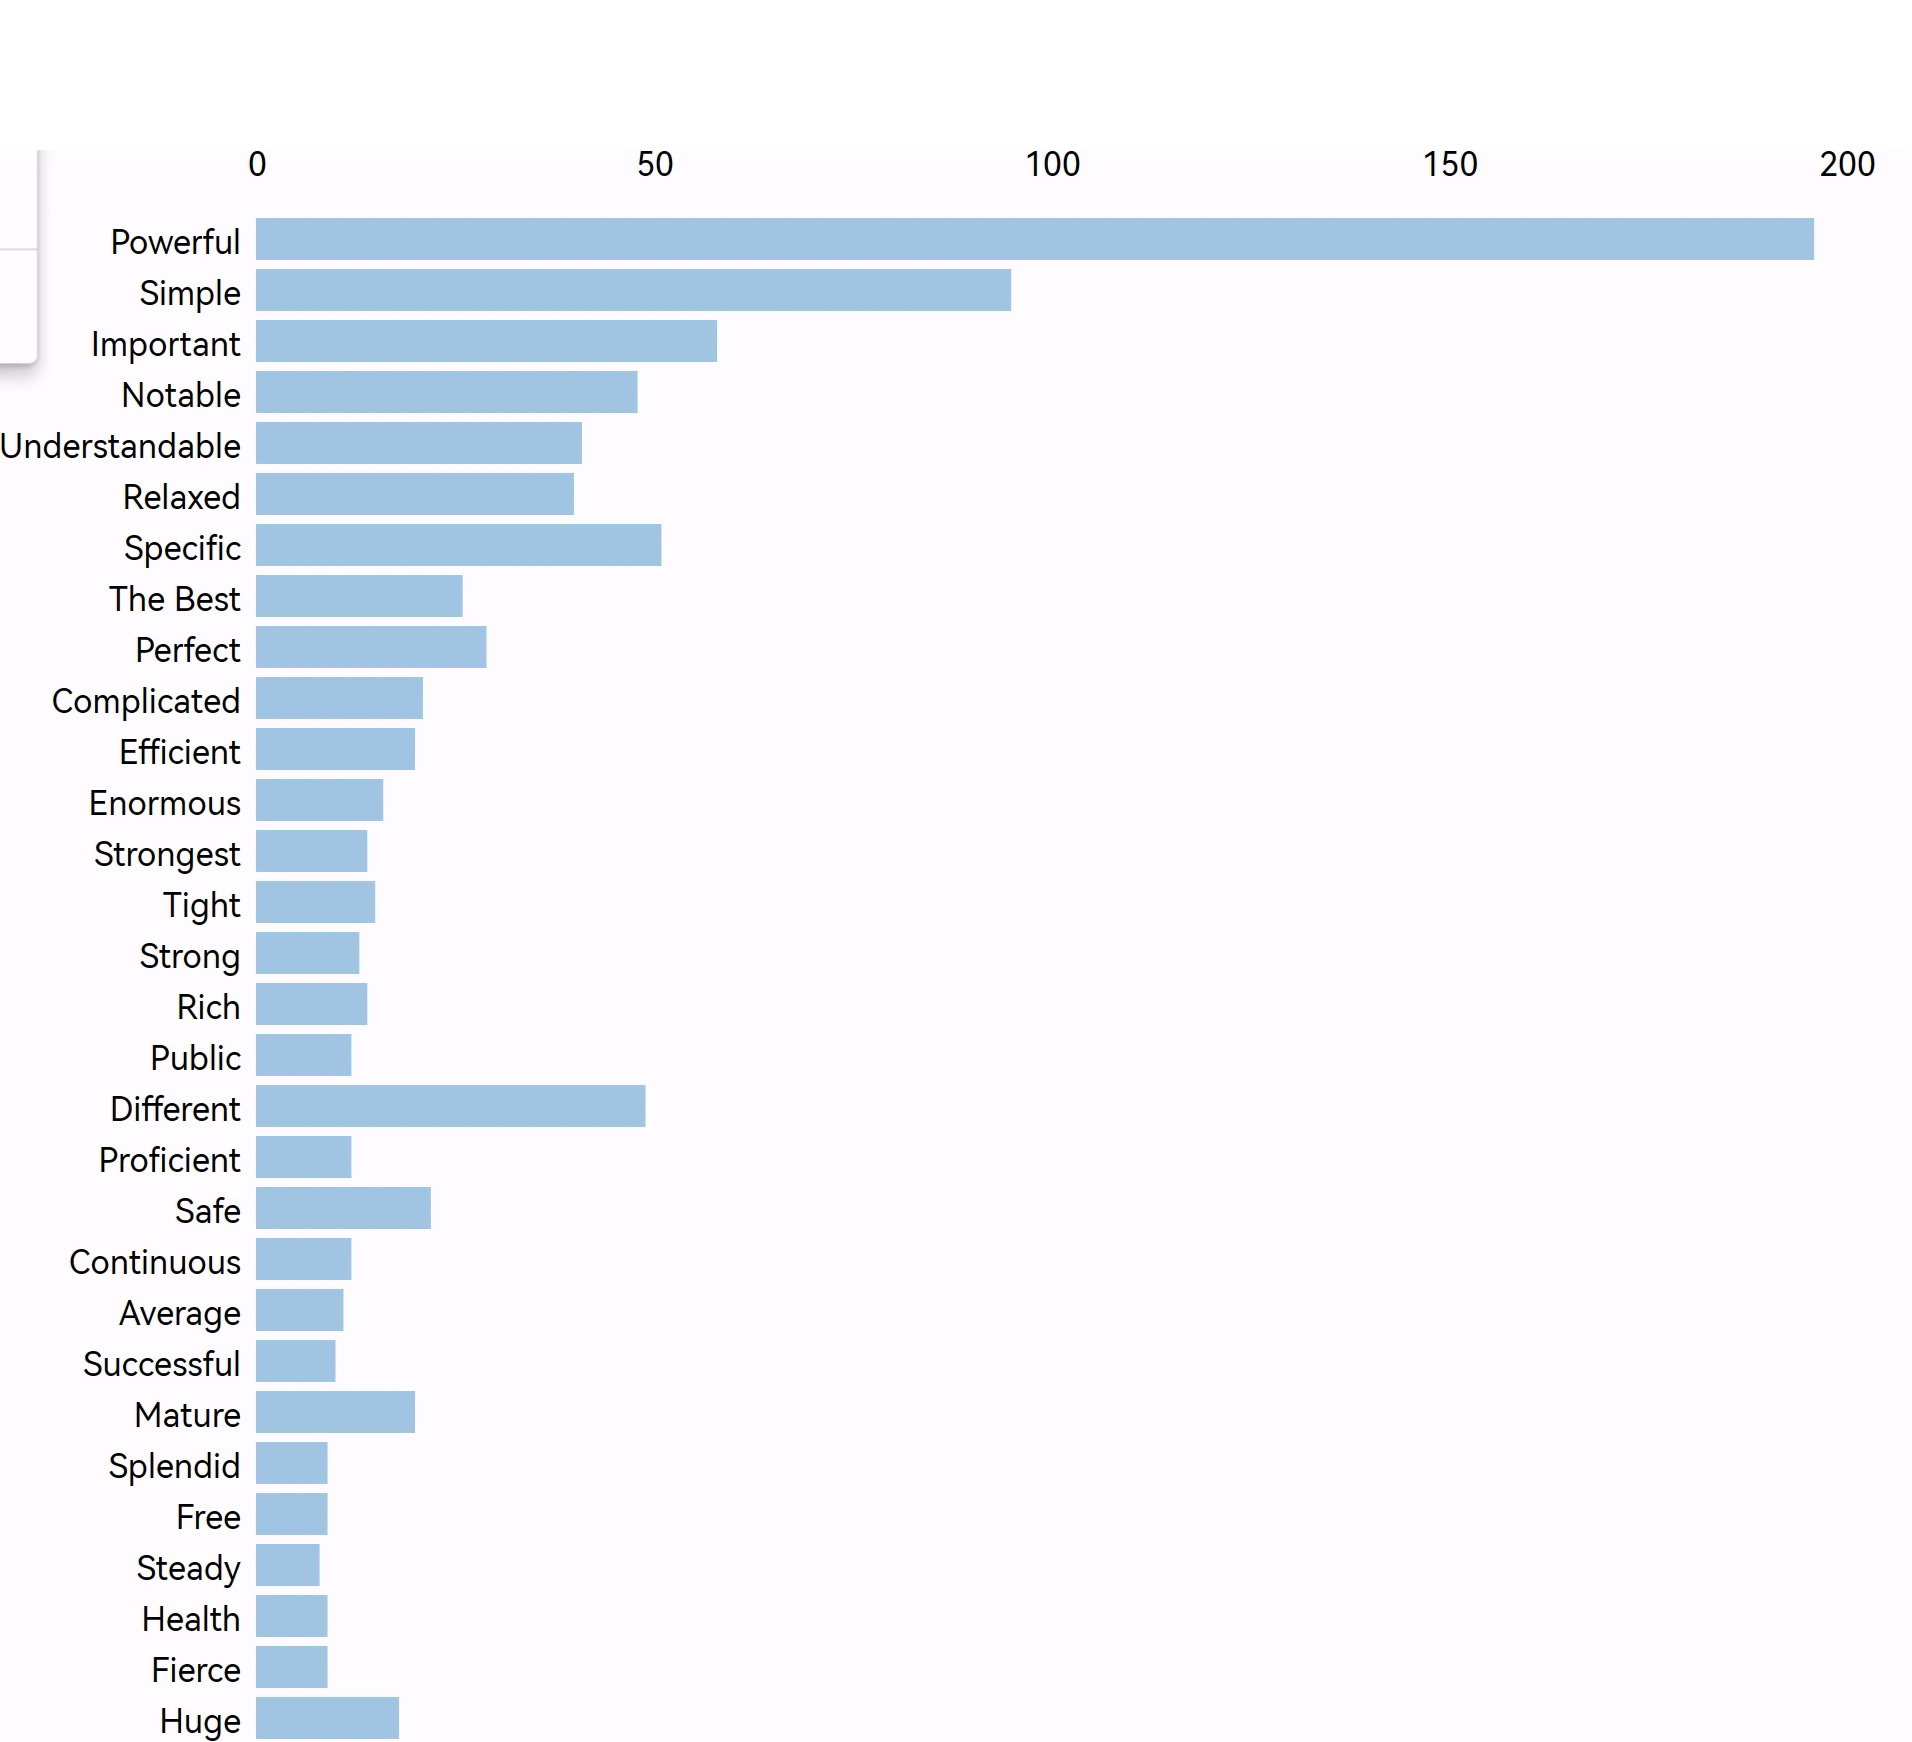 0 50 100 150 200
Powerful
Simple
Important
Notable
Understandable
Relaxed
Specific
The Best
Perfect
Complicated
Efficient
Enormous
Strongest
Tight
Strong
Rich
Public
Different
Proficient
Safe
Continuous
Average
Successful
Mature
Splendid
Free
Steady
Health
Fierce
Huge